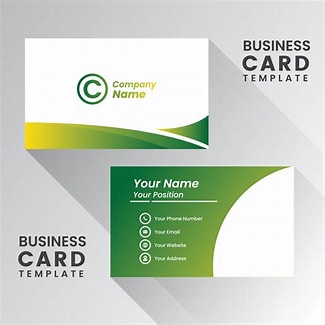 BUSINESS
CARD
TEMPLATE
©
Company
Name
Your Name
Your Position
Your Phone Number
Your Email
Your Website
Your Address
BUSINESS
CARD
TEMPLATE